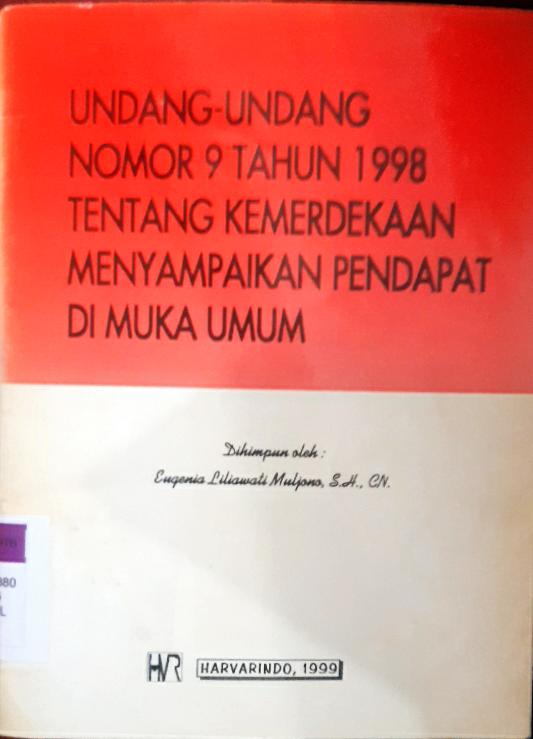 UNDANG-UNDANG
NOMOR 9 TAHUN 1998
TENTANG KEMERDEKAAN
MENYAMPAIKAN PENDAPAT
DI MUKA UMUM
Dihimpun oleh :
Eugenia Liliawati Muljono, S.H., CN.
380
L
HVR HARVARINDO, 1999